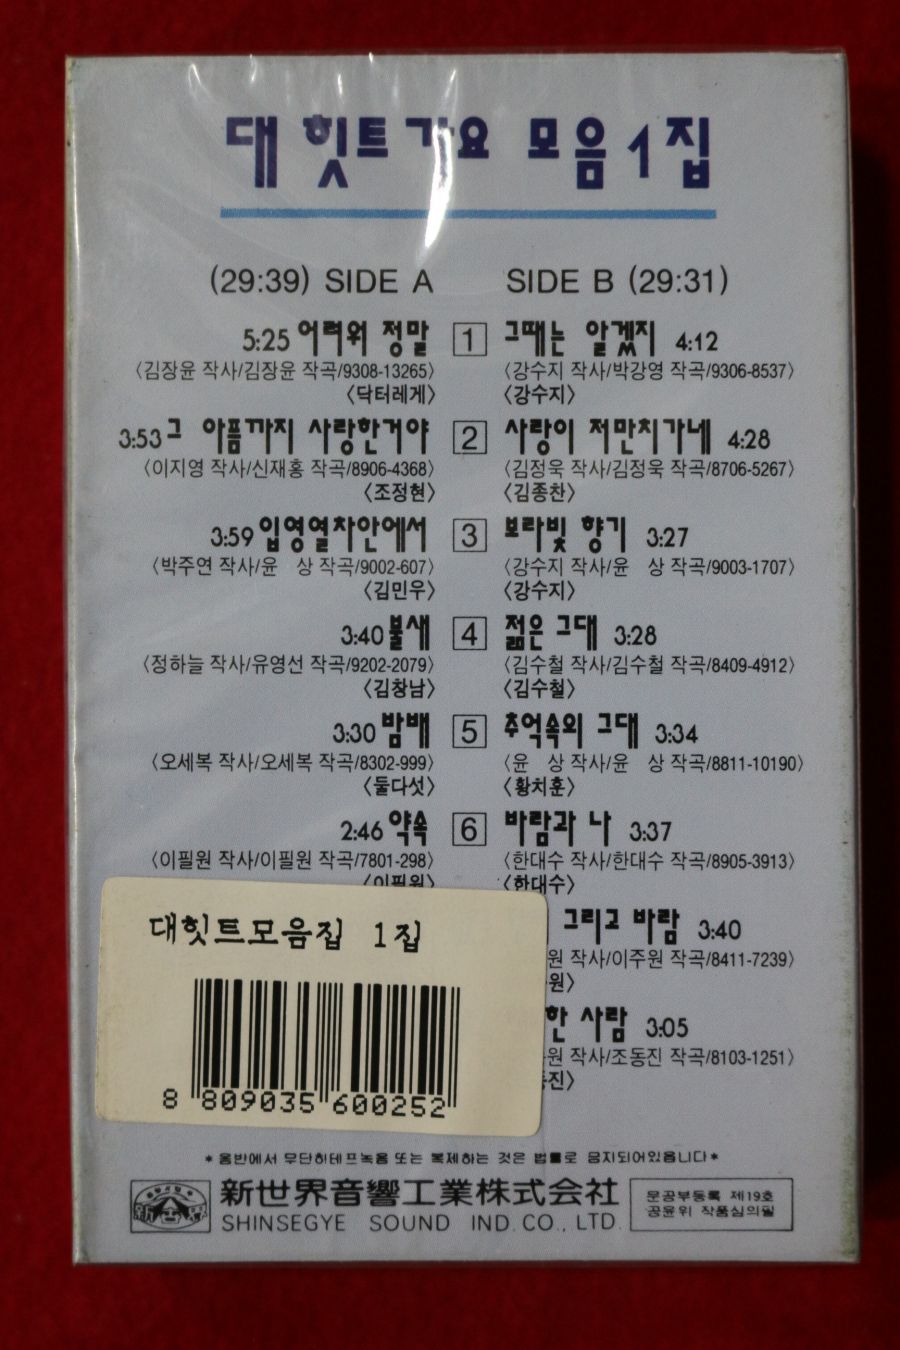 대 힛트가요 모음1집
(29:39) SIDE A
5:25 어려워 정말
〈김장윤 작사/김장윤 작곡/9308-13265〉
〈닥터레게〉
3:53 그 아픔까지 사랑한거야
〈이지영 작사/신재홍 작곡/8906-4368〉
〈조정현〉
3:59 입영열차안에서
〈박주연 작사/윤 상 작곡/9002-607〉
〈김민우〉
3:40 불새
〈정하늘 작사/유영선 작곡/9202-2079〉
〈김창남〉
3:30 밤배
〈오세복 작사/오세복 작곡/8302-999〉
〈둘다섯〉
2:46 약속
〈이필원 작사/이필원 작곡/7801-298〉
〈이필원〉
1
2
3
4
5
6
SIDE B (29:31)
그때는 알겠지 4:12
〈강수지 작사/박강영 작곡/9306-8537〉
〈강수지〉
사랑이 저만치가네 4:28
〈김정욱 작사/김정욱 작곡/8706-5267〉
〈김종찬〉
보라빛 향기 3:27
〈강수지 작사/윤 상 작곡/9003-1707〉
〈강수지〉
젊은 그대 3:28
〈김수철 작사/김수철 작곡/8409-4912〉
〈김수철〉
추억속의 그대 3:34
〈윤 상 작사/윤 상 작곡/8811-10190〉
〈황치훈〉
바람과 나 3:37
〈한대수 작사/한대수 작곡/8905-3913〉
〈한대수〉
그리고 바람 3:40
원 작사/이주원 작곡/8411-7239〉
원〉
한 사람 3:05
원 작사/조동진 작곡/8103-1251〉
진〉
대힛트모음집 1집
8 809035 600252
*음반에서 무단히테프녹음 또는 복제하는 것은 법률로 금지되어있읍니다*
新世界音響工業株式会社
SHINSEGYE SOUND IND. CO., LTD.
문공부등록 제19호
공윤위 작품심의필